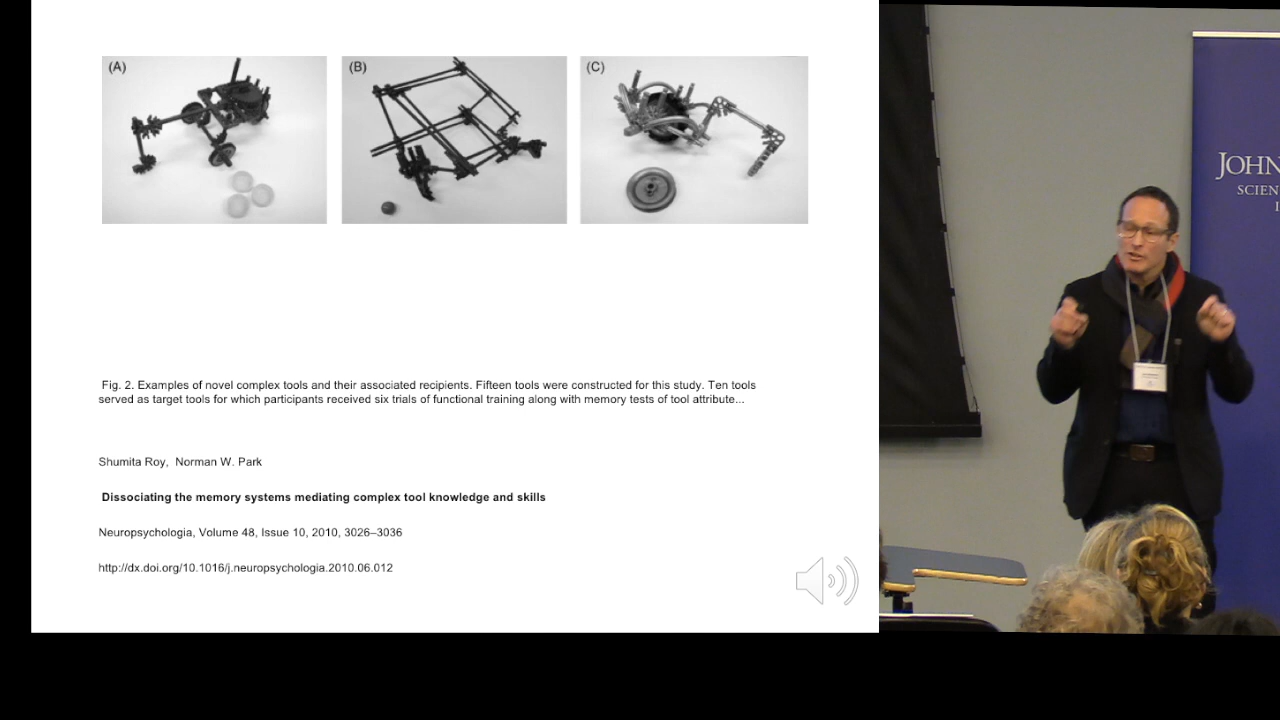 (A)
(B)
(C)
Fig. 2. Examples of novel complex tools and their associated recipients. Fifteen tools were constructed for this study. Ten tools
served as target tools for which participants received six trials of functional training along with memory tests of tool attribute...
Shumita Roy, Norman W. Park
Dissociating the memory systems mediating complex tool knowledge and skills
Neuropsychologia, Volume 48, Issue 10, 2010, 3026–3036
http://dx.doi.org/10.1016/j.neuropsychologia.2010.06.012
JOHN
SCIEN
I